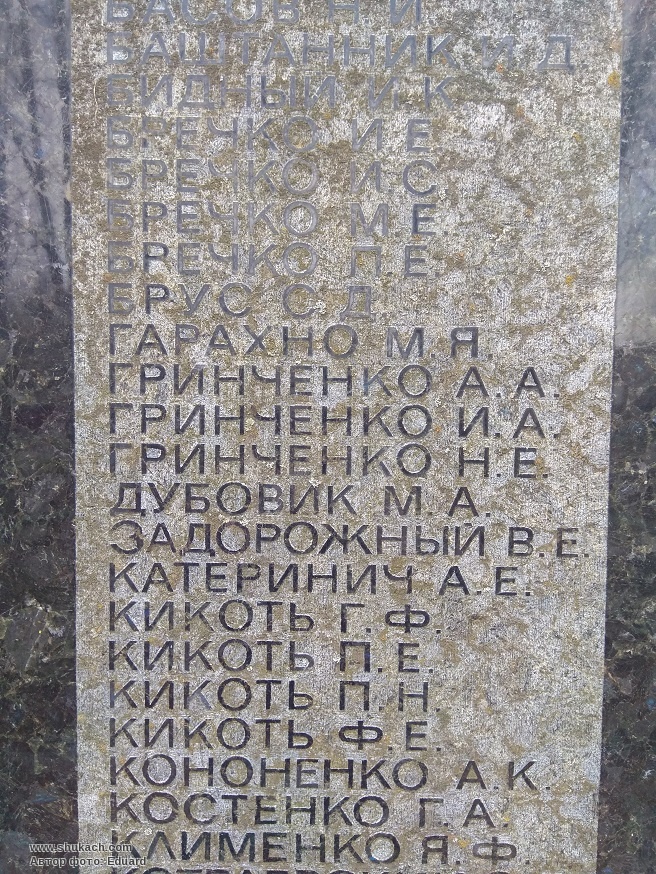 БАСОВ Н И
БАШТАННИК И Д
БИДНЫЙ И. К
БРЕЧКО И Е
БРЕЧКО И С
БРЕЧКО М Е.
БРЕЧКО П. Е.
БРУС С Д
ГАРАХНО М. Я.
ГРИНЧЕНКО А. А.
ГРИНЧЕНКО И. А.
ГРИНЧЕНКО Н. Е.
ДУБОВИК М. А.
ЗАДОРОЖНЫЙ В. Е.
КАТЕРИНИЧ А. Е.
КИКОТЬ Г. Ф.
КИКОТЬ П. Е.
КИКОТЬ П. Н.
КИКОТЬ Ф. Е.
КОНОНЕНКО А. К.
КОСТЕНКО Г. А.
КЛИМЕНКО Я. Ф.
www.shukach.com
Автор фото: Eduard